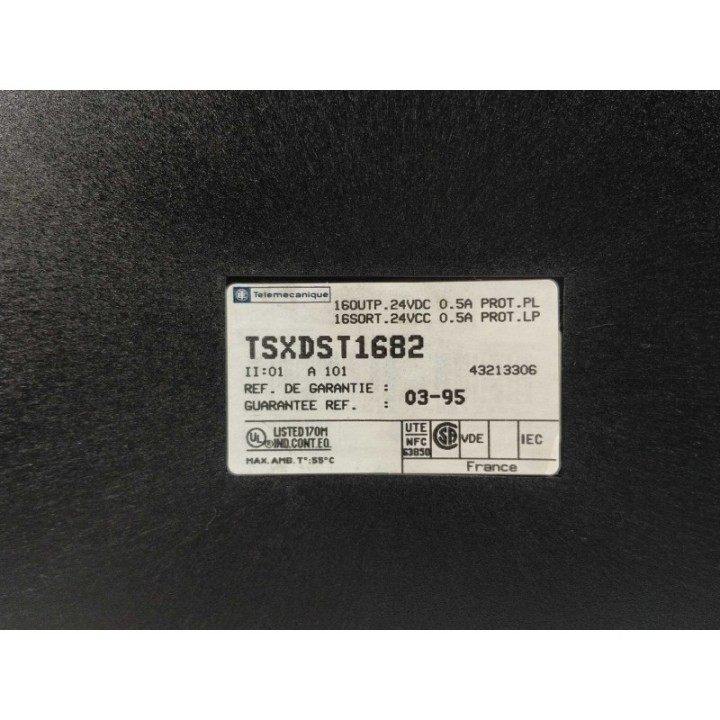 Telemecanique
16OUTP.24VDC 0.5A PROT.PL
16SORT.24VCC 0.5A PROT.LP
TSXDST1682
II:01 A 101 43213306
REF. DE GARANTIE :
GUARANTEE REF. : 03-95
UL LISTED 170M
IND.CONT.EQ.
MAX.AMB.T°:55°C
UTE
NFC
63850
SA
VDE
IEC
France